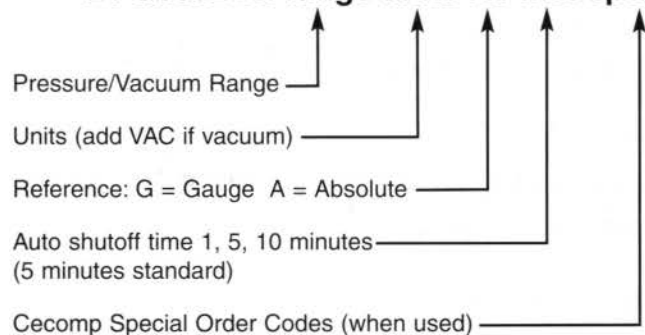 Pressure/Vacuum Range
Units (add VAC if vacuum)
Reference: G = Gauge A = Absolute
Auto shutoff time 1, 5, 10 minutes
(5 minutes standard)
Cecomp Special Order Codes (when used)